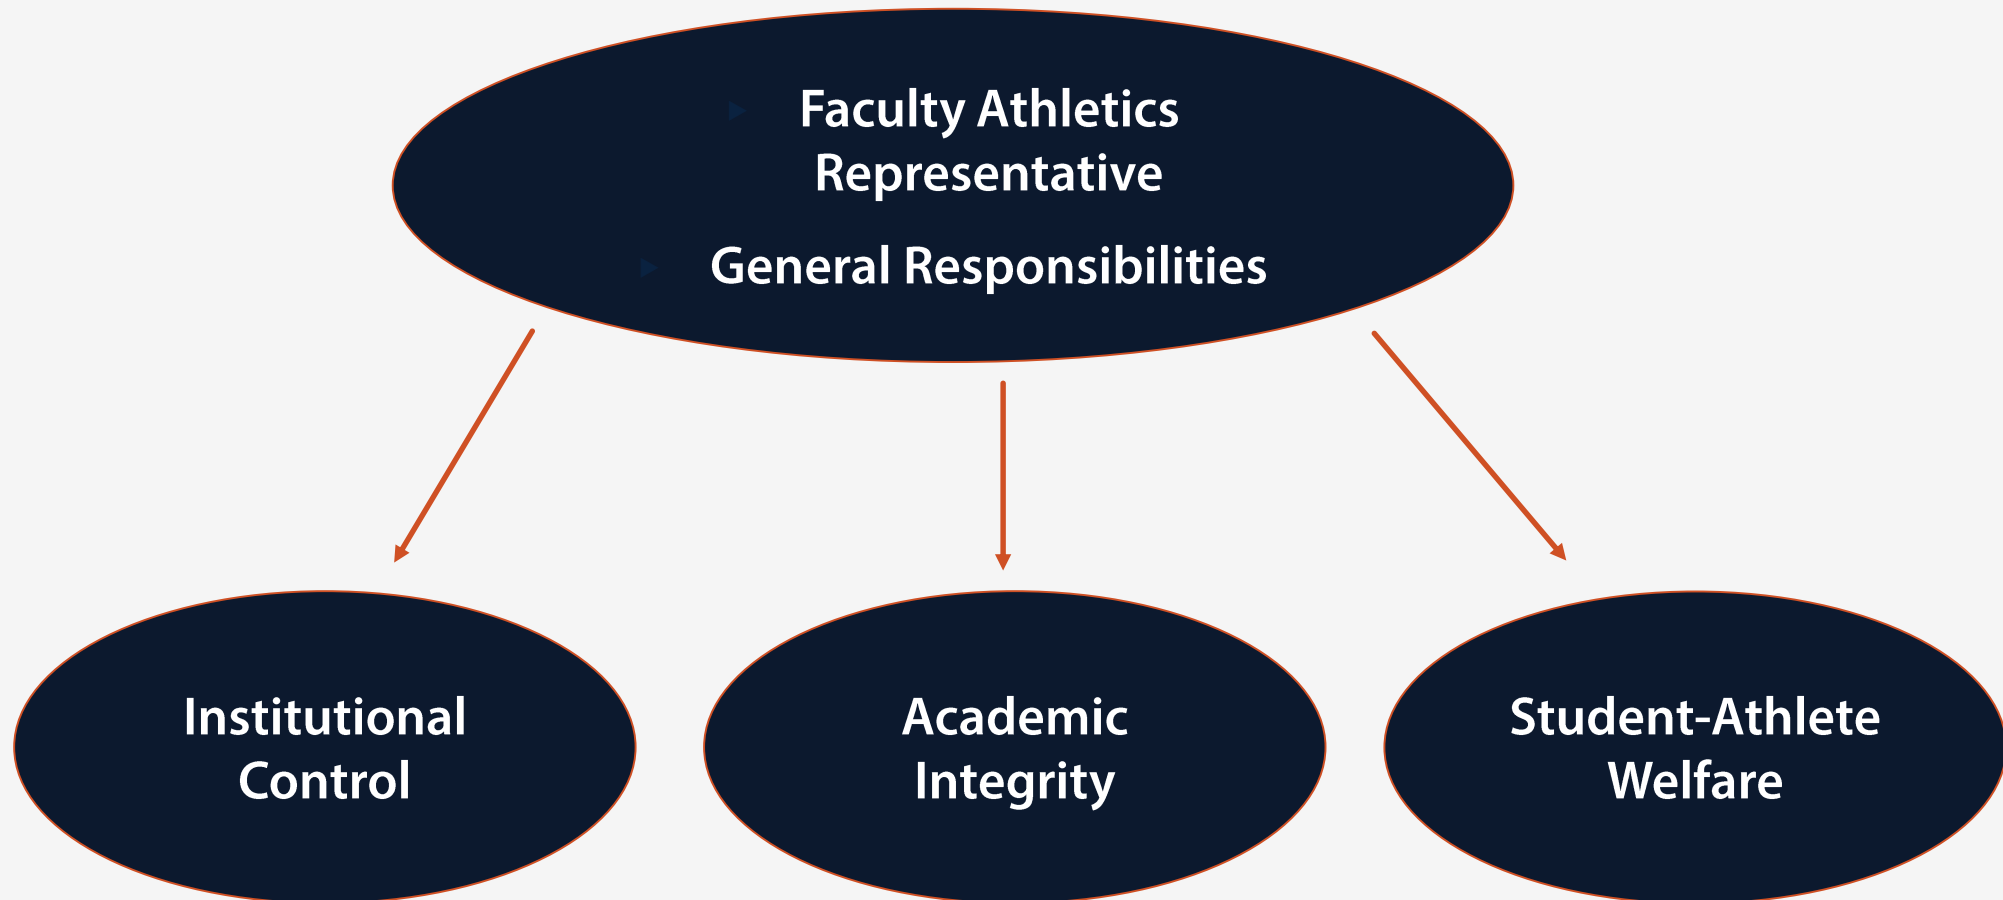 Faculty Athletics
Representative
General Responsibilities
Institutional
Control
Academic
Integrity
Student-Athlete
Welfare